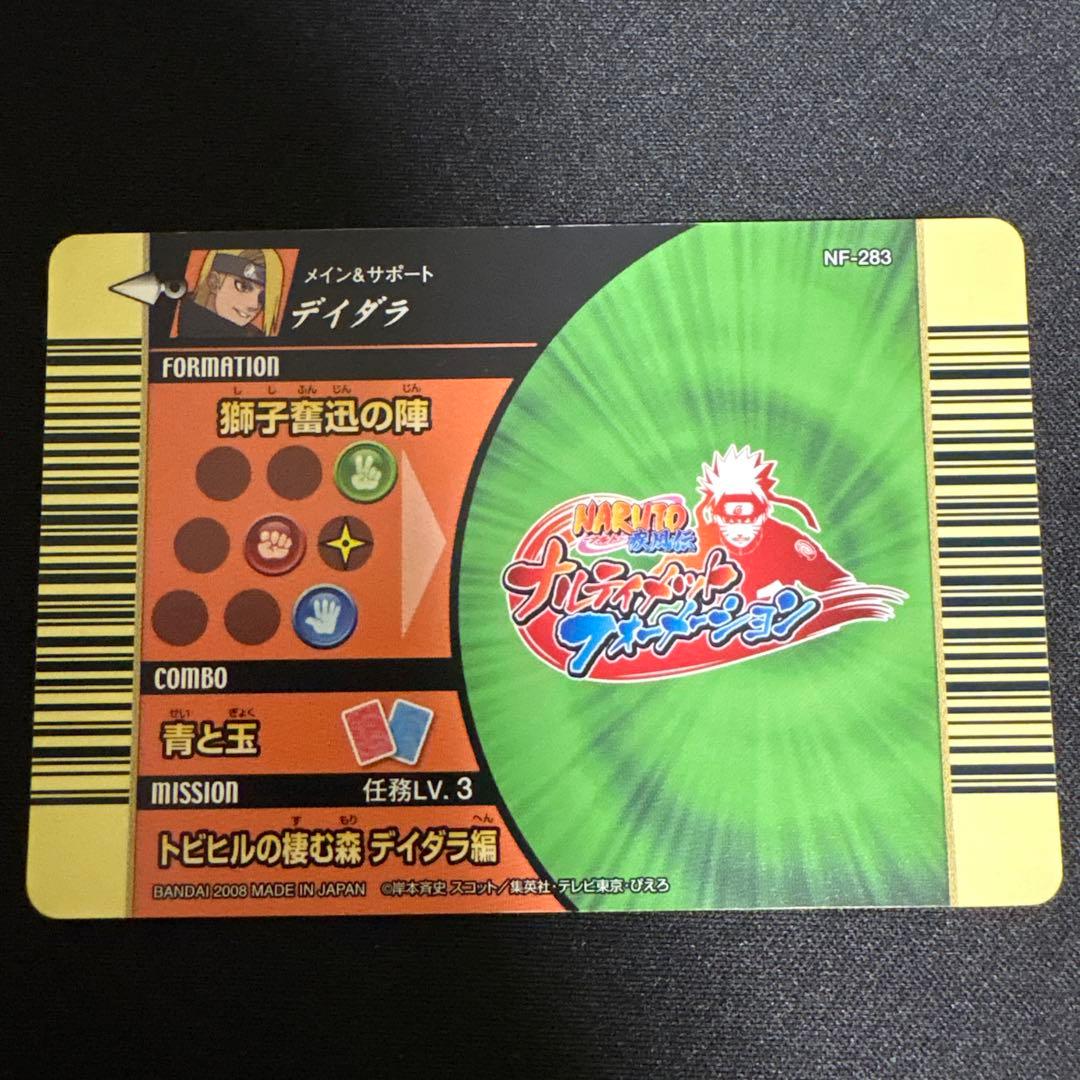 NF-283
メイン&サポート
デイダラ
FORMATION
しし ふんじん じん
獅子奮迅の陣
NARUTO
疾風伝
ナルティメット
フォーメーション
COMBO
せい ぎょく
青と玉
MISSION 任務LV. 3
す もり へん
トビヒルの棲む森 デイダラ編
BANDAI 2008 MADE IN JAPAN ©岸本斉史 スコット/集英社・テレビ東京・ぴえろ